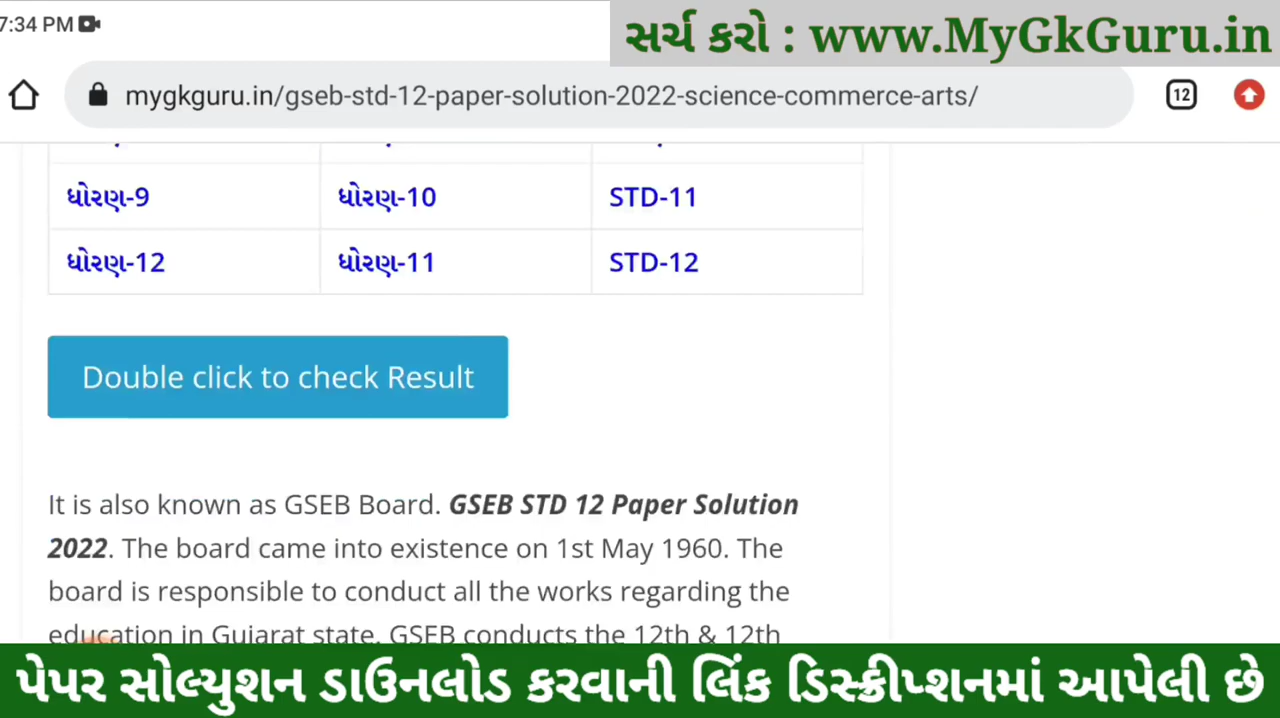 7:34 PM
સર્ચ કરો : www.MyGkGuru.in
mygkguru.in/gseb-std-12-paper-solution-2022-science-commerce-arts/
12
ધોરણ-9 ધોરણ-10 STD-11
ધોરણ-12 ધોરણ-11 STD-12
Double click to check Result
It is also known as GSEB Board. GSEB STD 12 Paper Solution
2022. The board came into existence on 1st May 1960. The
board is responsible to conduct all the works regarding the
education in Gujarat state. GSEB conducts the 12th & 12th
પેપર સોલ્યુશન ડાઉનલોડ કરવાની લિંક ડિસ્ક્રીપ્શનમાં આપેલી છે